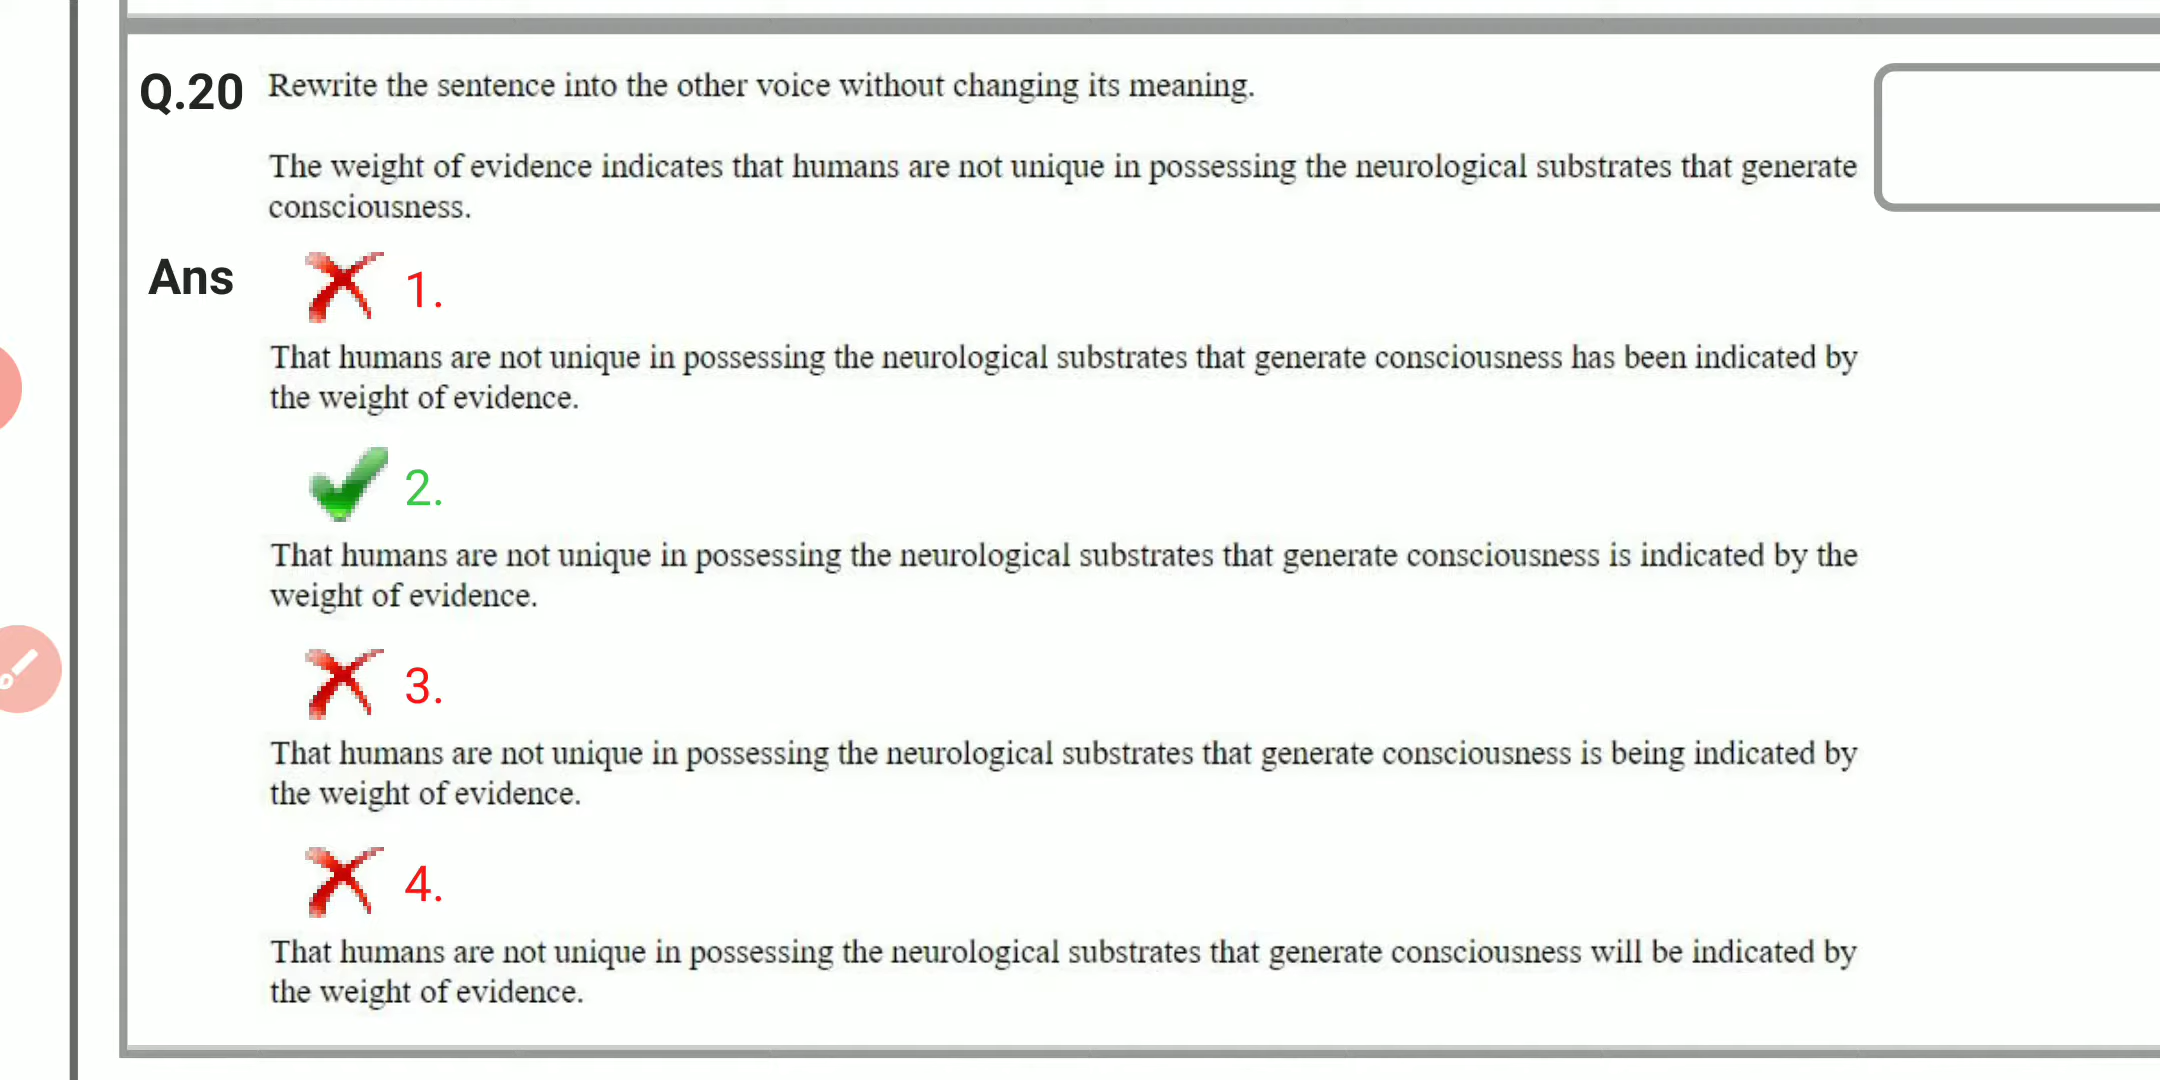 Q.20 Rewrite the sentence into the other voice without changing its meaning.
The weight of evidence indicates that humans are not unique in possessing the neurological substrates that generate
consciousness.
Ans 1.
That humans are not unique in possessing the neurological substrates that generate consciousness has been indicated by
the weight of evidence.
2.
That humans are not unique in possessing the neurological substrates that generate consciousness is indicated by the
weight of evidence.
3.
That humans are not unique in possessing the neurological substrates that generate consciousness is being indicated by
the weight of evidence.
4.
That humans are not unique in possessing the neurological substrates that generate consciousness will be indicated by
the weight of evidence.